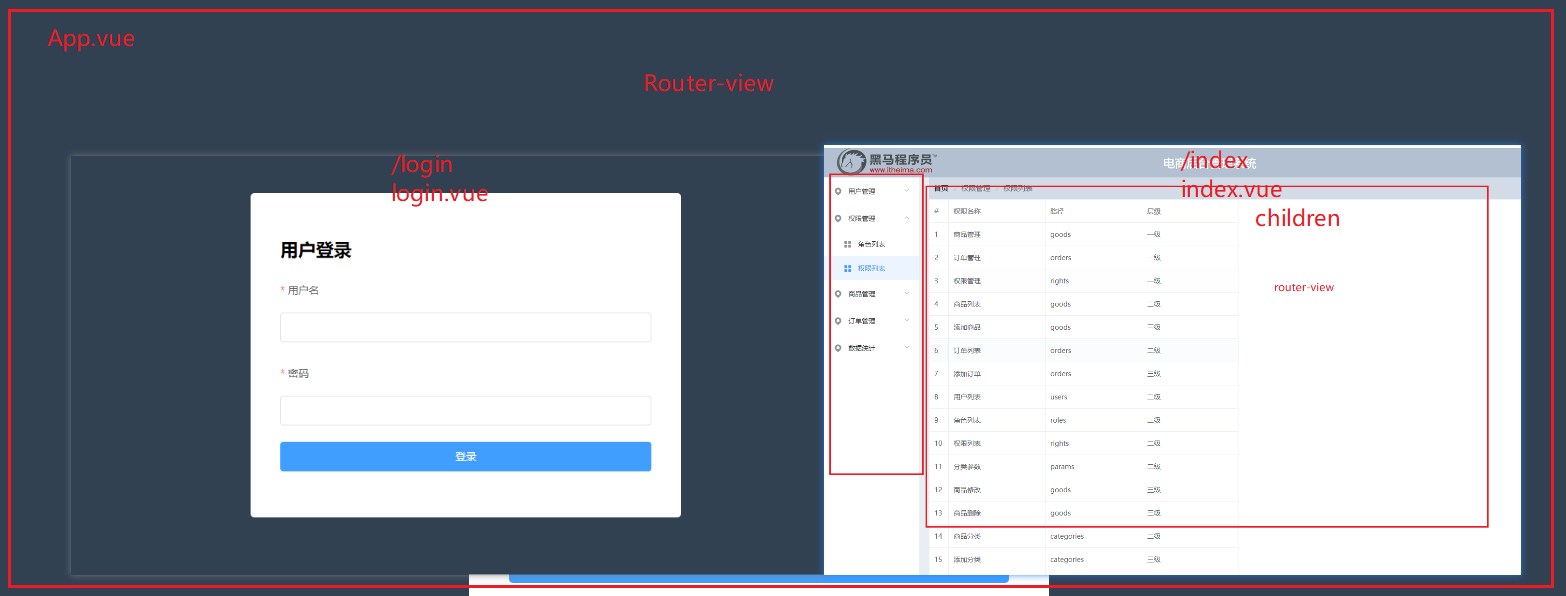 App.vue
Router-view
/login
login.vue
用户登录
* 用户名
* 密码
登录
黑马程序员
www.itheima.com
电商
统
/index
index.vue
children
router-view
用户管理
权限管理
角色列表
权限列表
商品管理
订单管理
数据统计
首页 / 权限管理 / 权限列表
# 权限名称 路径 层级
1 商品管理 goods 一级
2 订单管理 orders 一级
3 权限管理 rights 一级
4 商品列表 goods 二级
5 添加商品 goods 三级
6 订单列表 orders 二级
7 添加订单 orders 三级
8 用户列表 users 二级
9 角色列表 roles 二级
10 权限列表 rights 二级
11 分类参数 params 二级
12 商品修改 goods 三级
13 商品删除 goods 三级
14 商品分类 categories 二级
15 添加分类 categories 三级